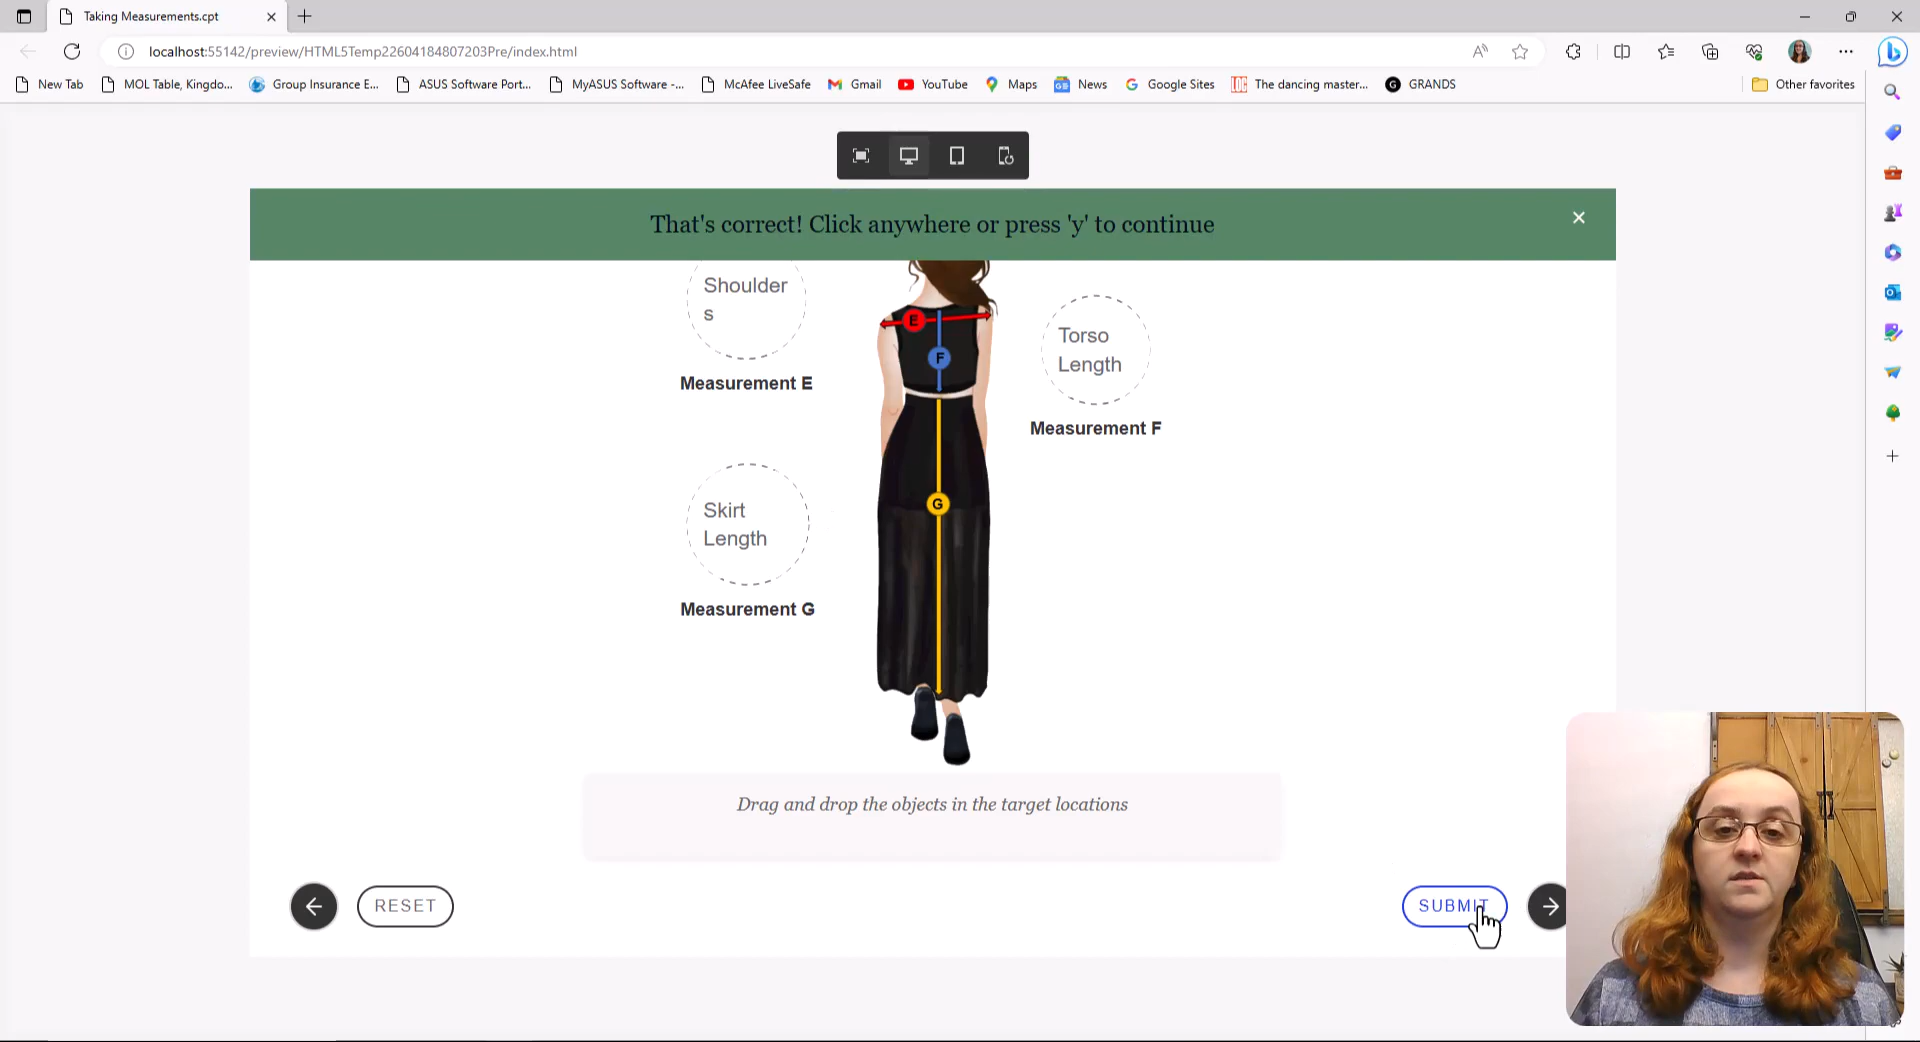 Taking Measurements.cpt
localhost:55142/preview/HTML5Temp22604184807203Pre/index.html
New Tab
MOL Table, Kingdo...
Group Insurance E...
ASUS Software Port...
MyASUS Software -...
McAfee LiveSafe
Gmail
YouTube
Maps
News
Google Sites
The dancing master...
GRANDS
Other favorites
That's correct! Click anywhere or press 'y' to continue
Shoulder
s
E
Torso
Length
F
Measurement E
Measurement F
Skirt
Length
G
Measurement G
Drag and drop the objects in the target locations
RESET
SUBMIT